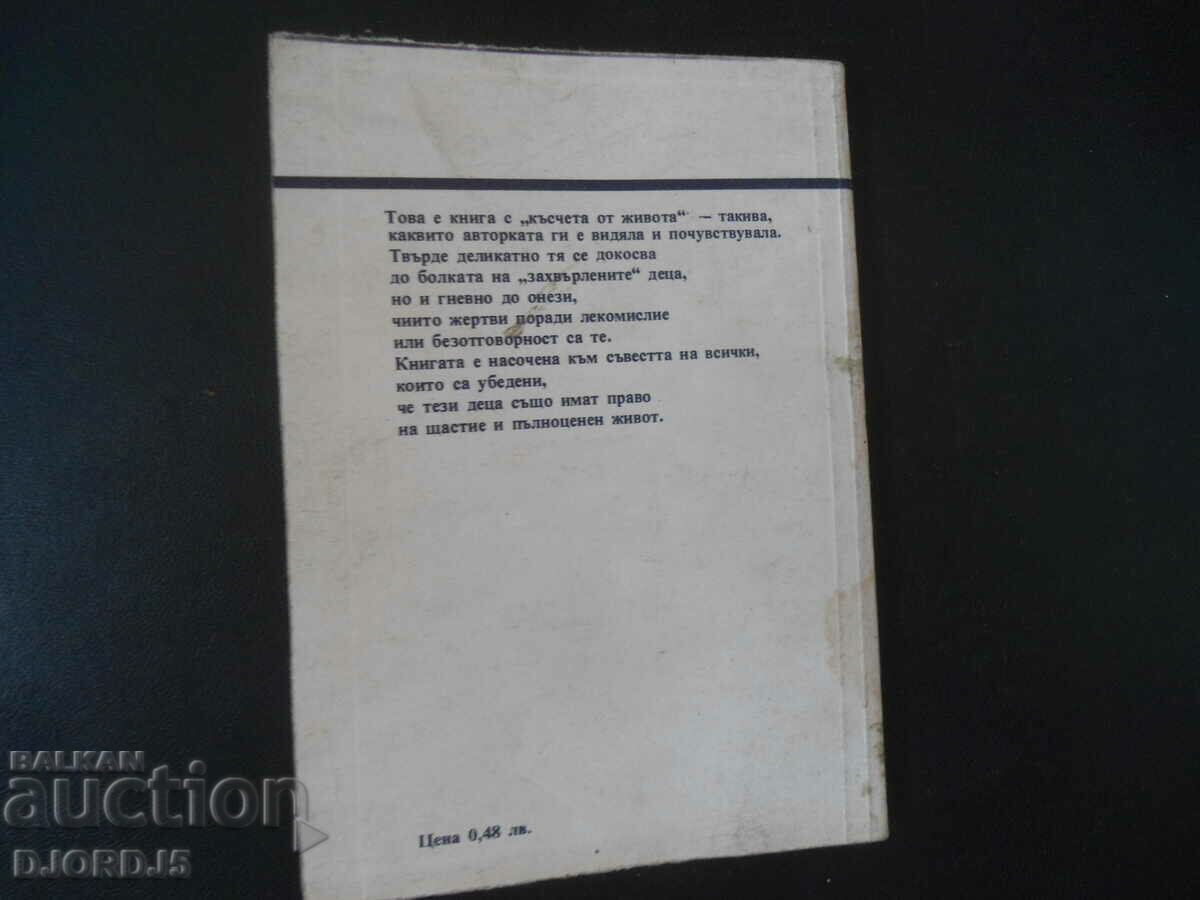 Това е книга с „късчета от живота“ – такива,
каквито авторката ги е видяла и почувствувала.
Твърде деликатно тя се докосва
до болката на „захвърлените“ деца,
но и гневно до онези,
чиито жертви поради лекомислие
или безотговорност са те.
Книгата е насочена към съвестта на всички,
които са убедени,
че тези деца също имат право
на щастие и пълноценен живот.
Цена 0,48 лв.
BALKAN
auction
DJORDJ5